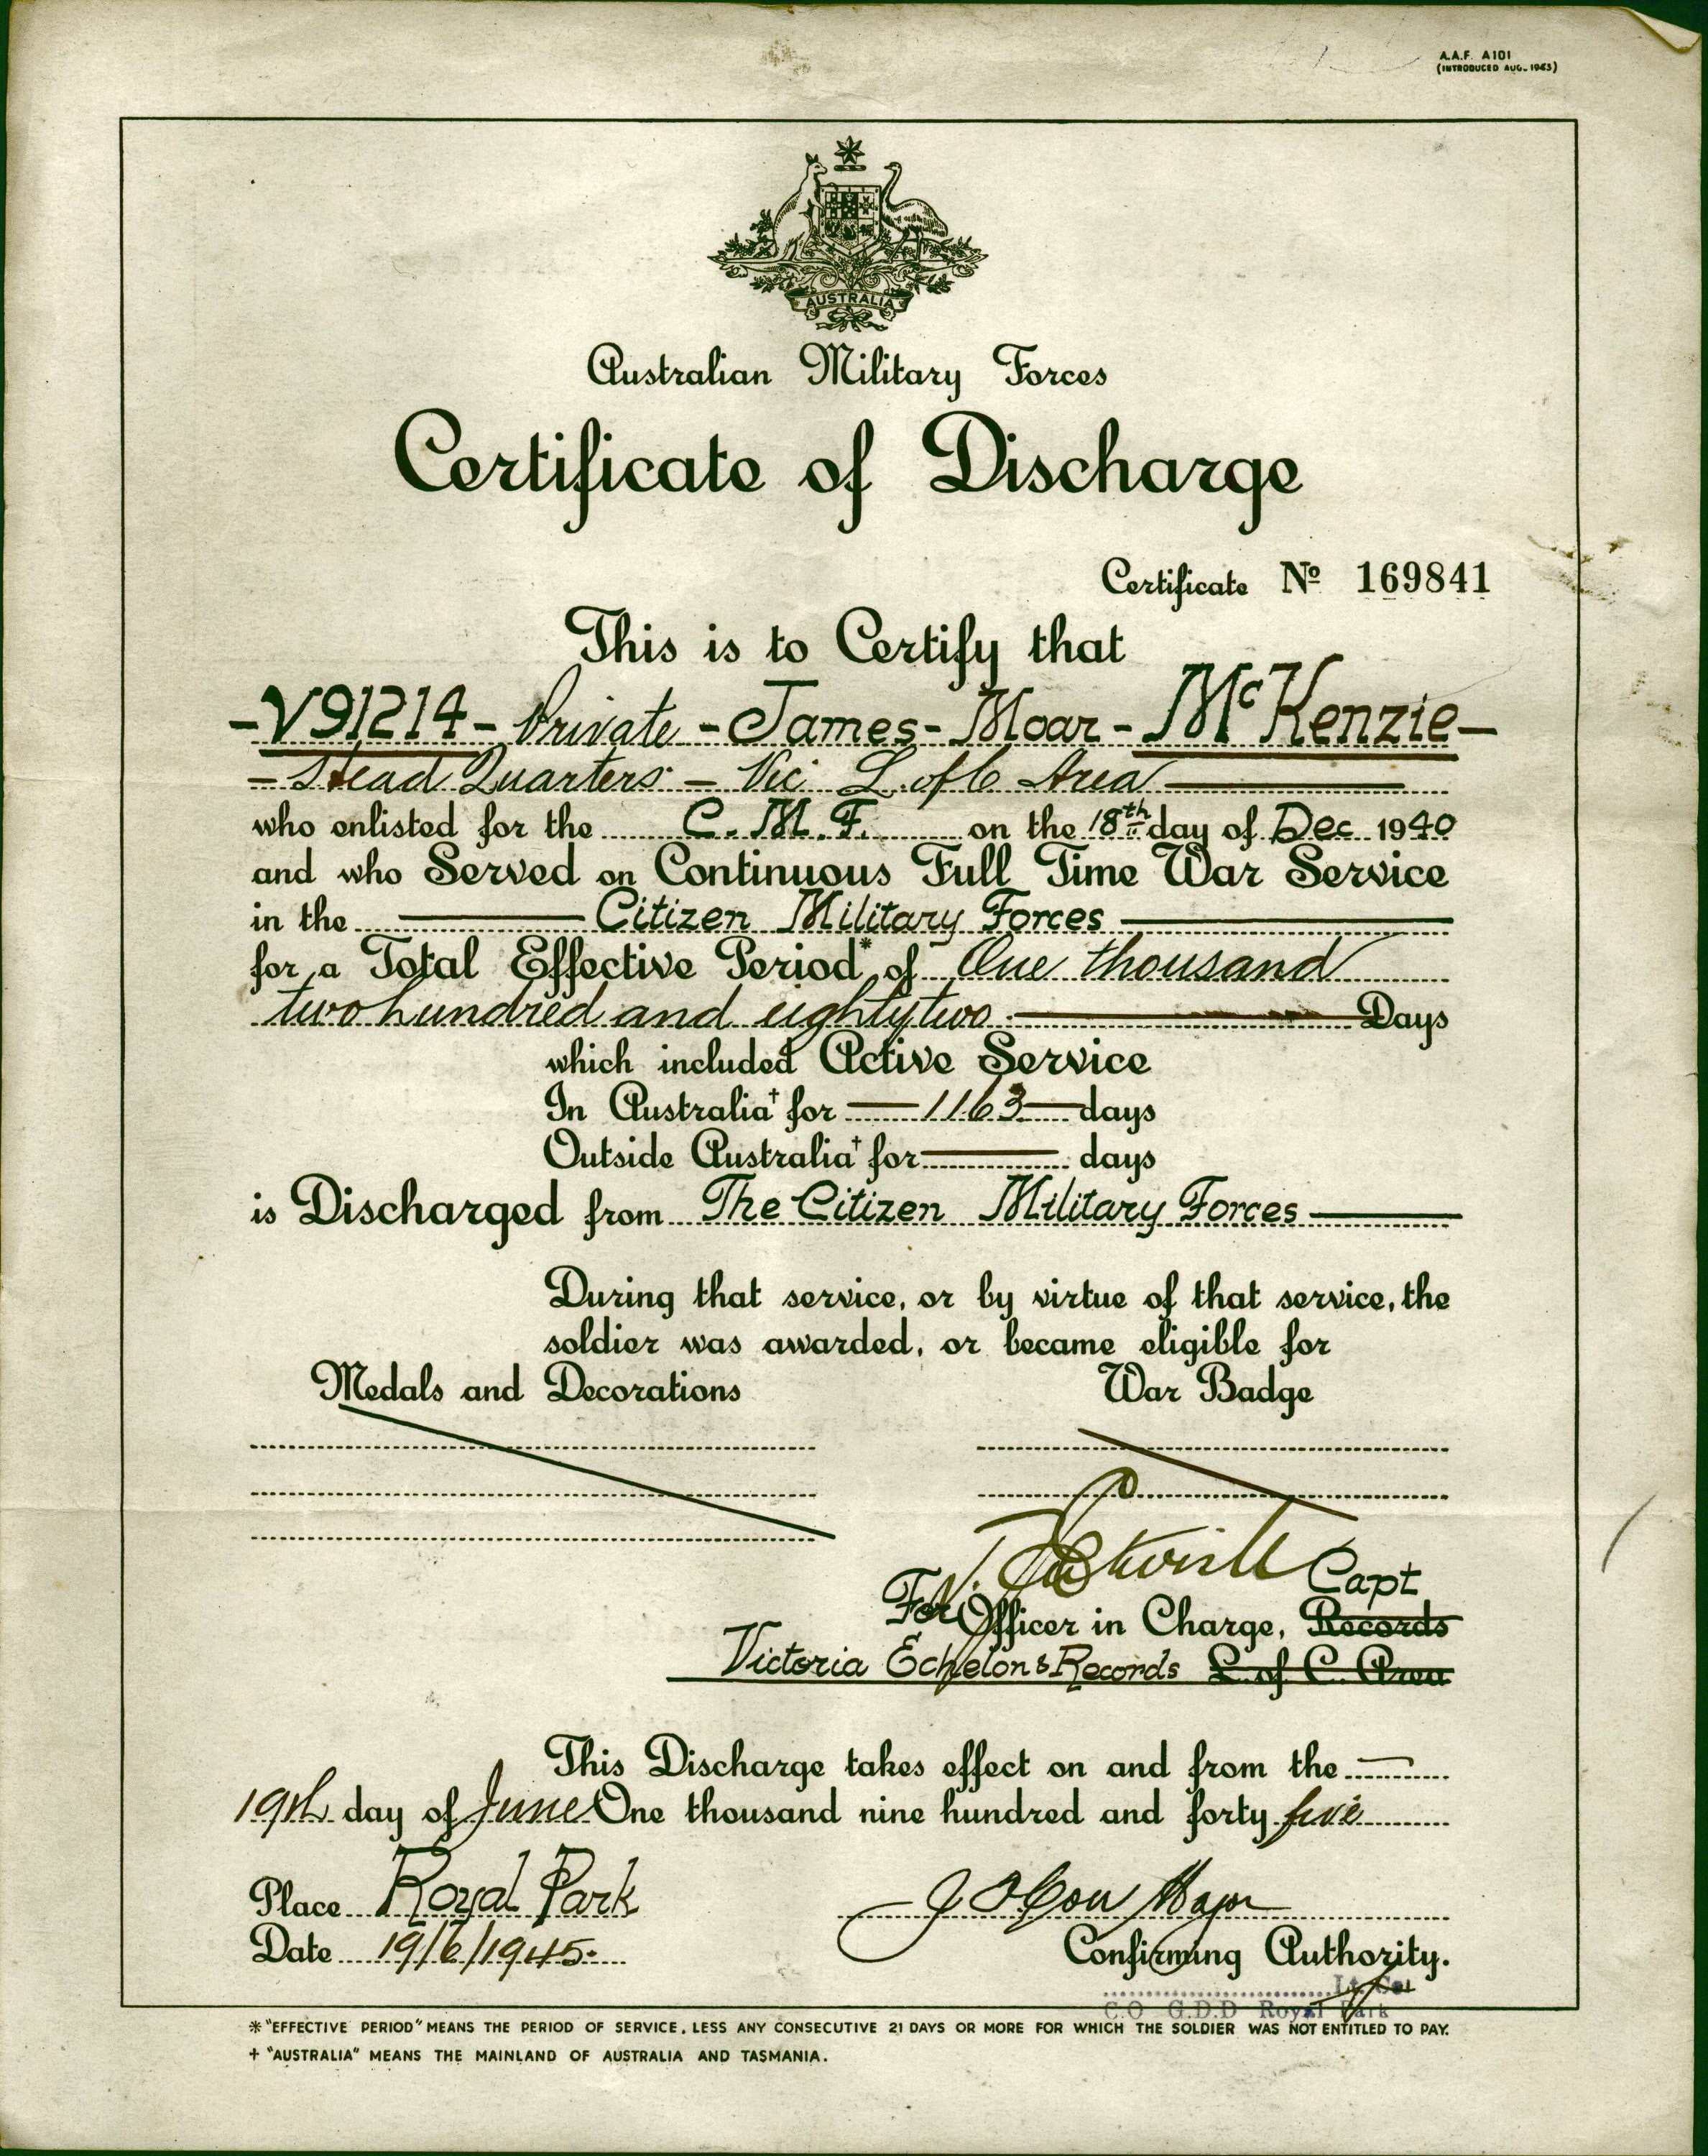 A.A.F. A101
(INTRODUCED AUG. 1943)
AUSTRALIA
Australian Military Forces
Certificate of Discharge
Certificate No 169841
This is to Certify that
- V91214 - Private - James - Moar - McKenzie -
- Head Quarters - Vic L. of C Area
who enlisted for the C. M. F. on the 18th day of Dec 1940
and who Served on Continuous Full Time War Service
in the Citizen Military Forces
for a Total Effective Period* of One thousand
two hundred and eighty two Days
which included Active Service
In Australia† for 1163 days
Outside Australia† for — days
is Discharged from The Citizen Military Forces
During that service, or by virtue of that service, the
soldier was awarded, or became eligible for
Medals and Decorations War Badge
Capt
For Officer in Charge, Records
Victoria Echelon & Records L. of C. Area
This Discharge takes effect on and from the
19th day of June One thousand nine hundred and forty five
Place Royal Park
Major
Date 19/6/1945.
Confirming Authority.
Lt. Col
C.O G.D.D Royal Park
* "EFFECTIVE PERIOD" MEANS THE PERIOD OF SERVICE, LESS ANY CONSECUTIVE 21 DAYS OR MORE FOR WHICH THE SOLDIER WAS NOT ENTITLED TO PAY.
† "AUSTRALIA" MEANS THE MAINLAND OF AUSTRALIA AND TASMANIA.